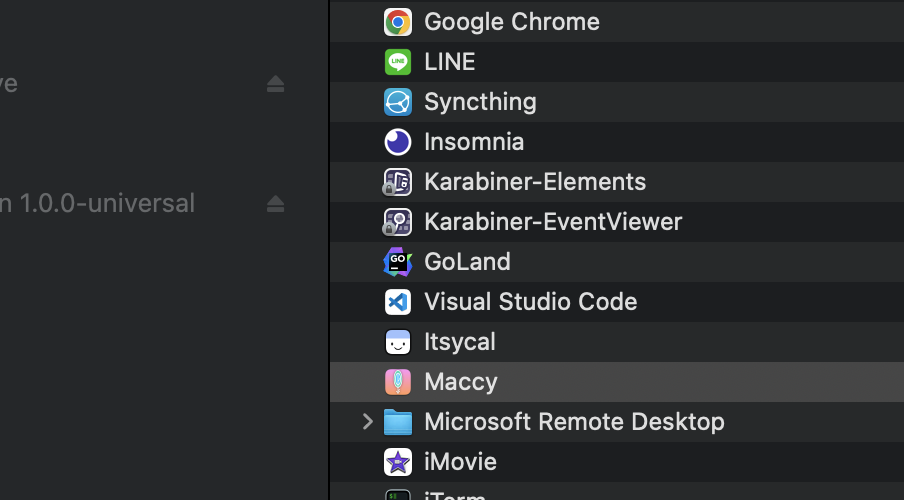 Google Chrome
LINE
ve
Syncthing
Insomnia
Karabiner-Elements
n 1.0.0-universal
Karabiner-EventViewer
GoLand
Visual Studio Code
Itsycal
Maccy
Microsoft Remote Desktop
iMovie
iTerm